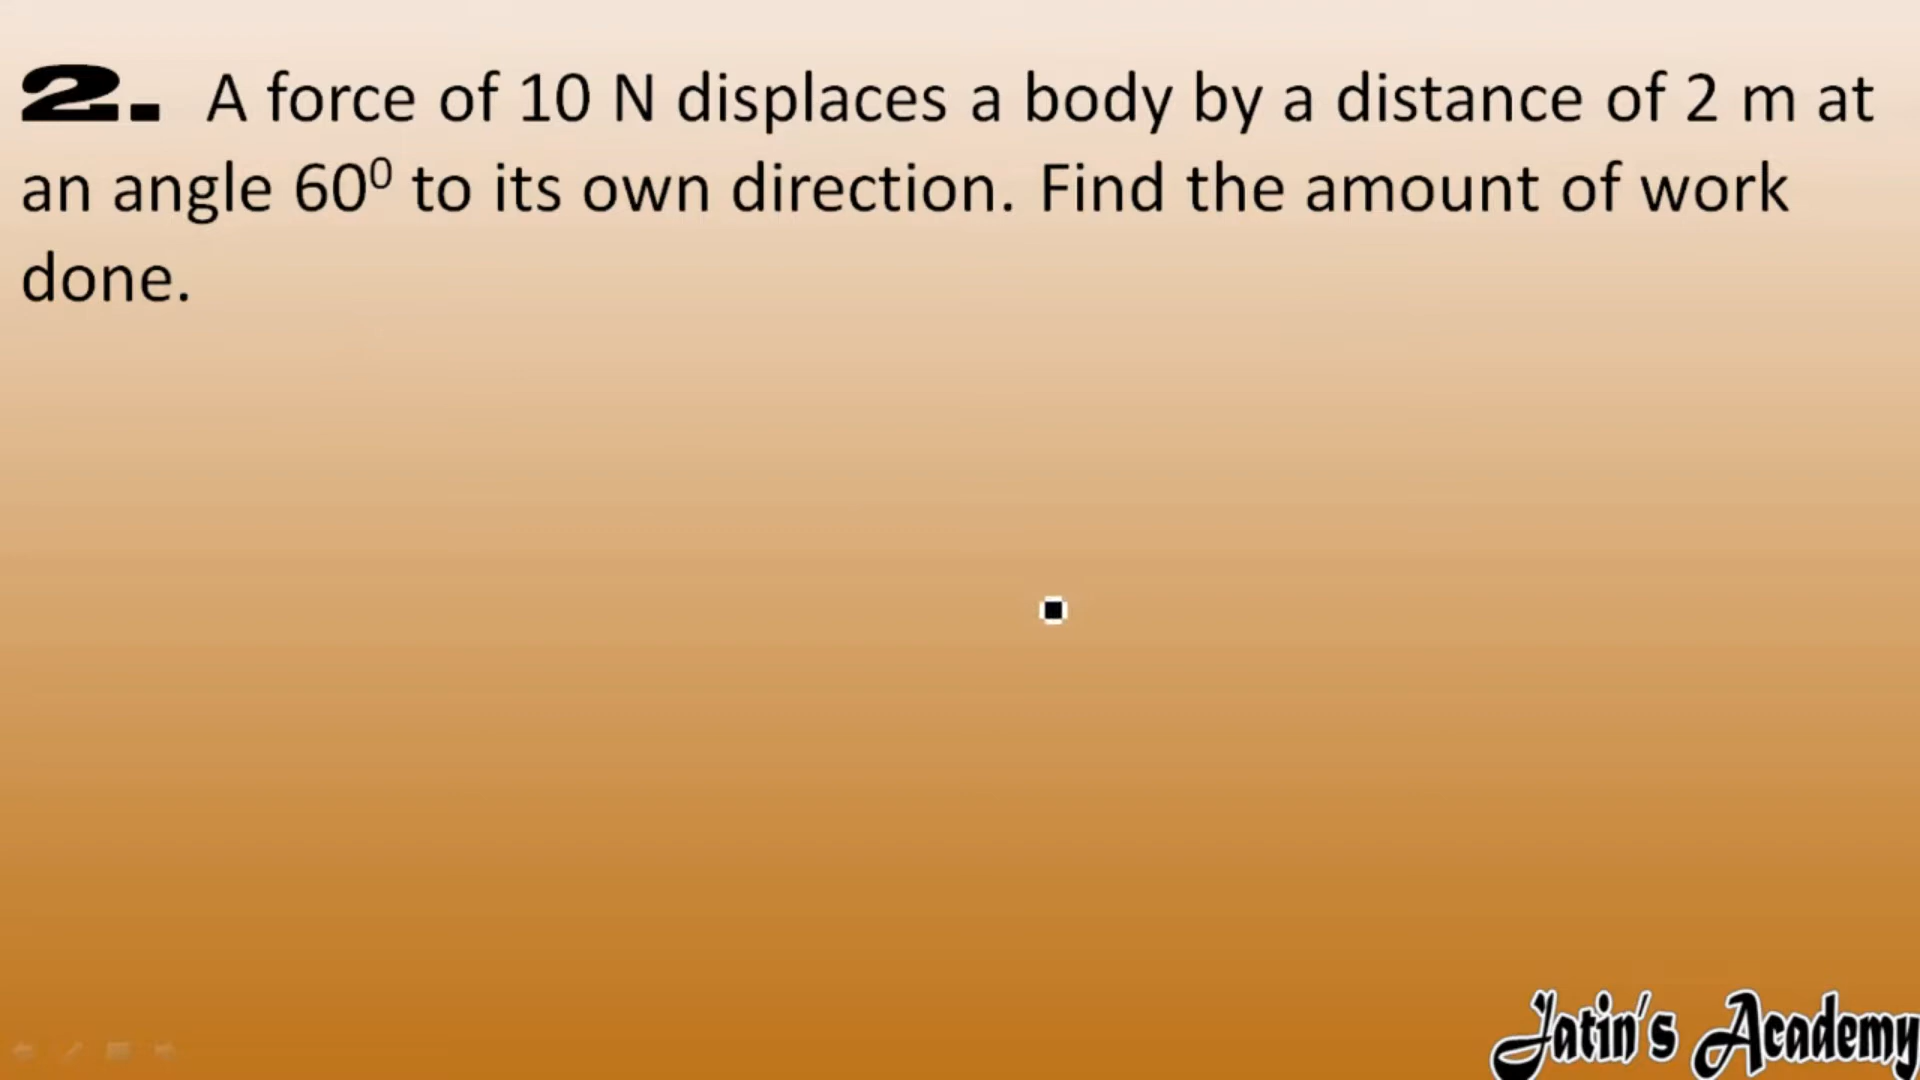 2. A force of 10 N displaces a body by a distance of 2 m at
an angle 60⁰ to its own direction. Find the amount of work
done.
Jatin's Academy